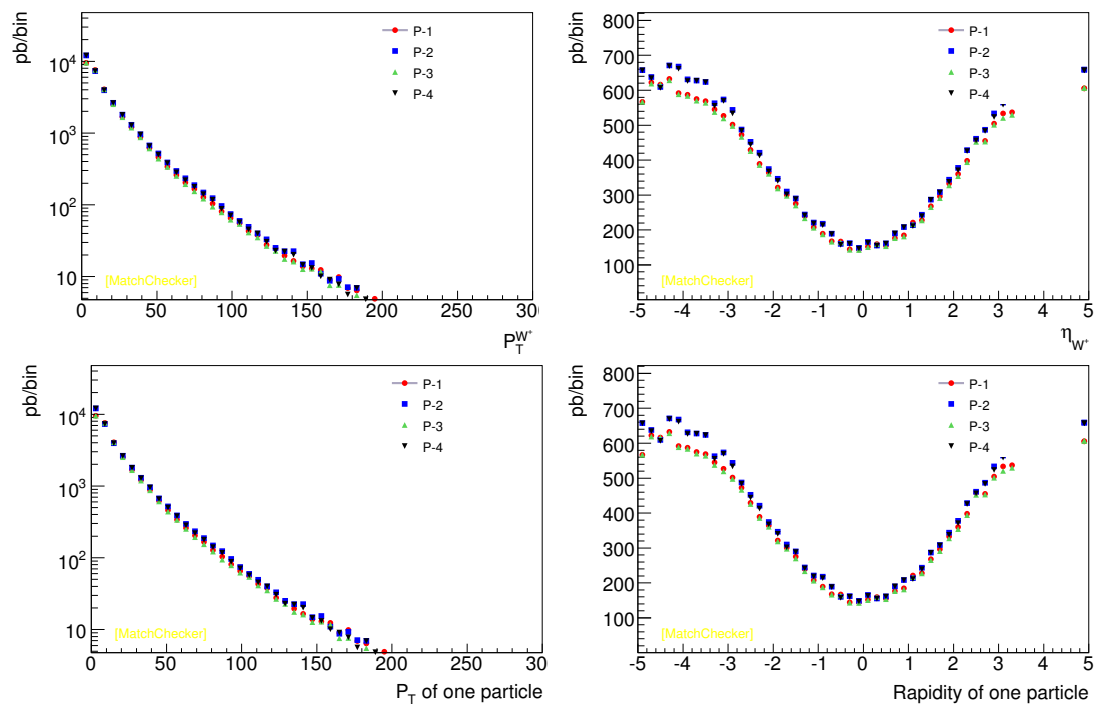 pb/bin
10^4
10^3
10^2
10
0 50 100 150 200 250 30
P_T^{W^+}
P-1
P-2
P-3
P-4
[MatchChecker]
pb/bin
800
700
600
500
400
300
200
100
-5 -4 -3 -2 -1 0 1 2 3 4 5
η_{W^+}
P-1
P-2
P-3
P-4
[MatchChecker]
pb/bin
10^4
10^3
10^2
10
0 50 100 150 200 250 30
P_T of one particle
P-1
P-2
P-3
P-4
[MatchChecker]
pb/bin
800
700
600
500
400
300
200
100
-5 -4 -3 -2 -1 0 1 2 3 4 5
Rapidity of one particle
P-1
P-2
P-3
P-4
[MatchChecker]